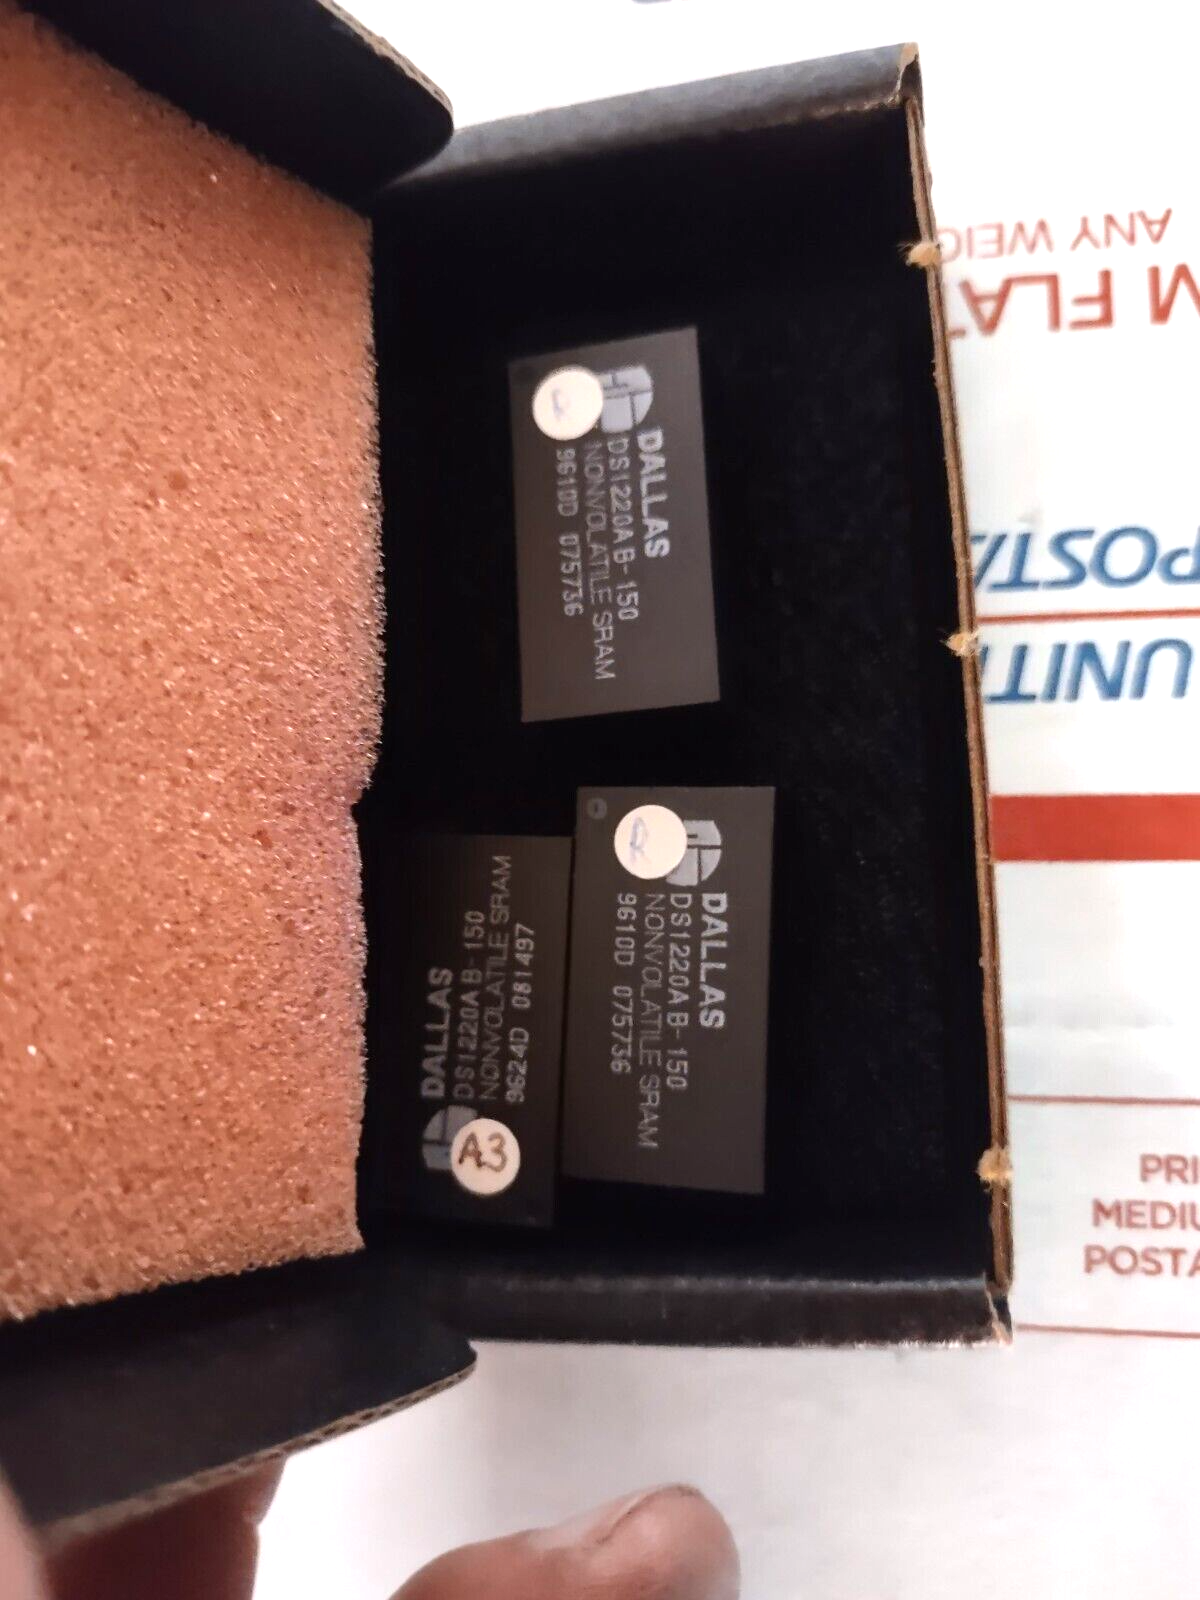 DALLAS
DS1220AB-150
NONVOLATILE SRAM
9610D 075736
DALLAS
DS1220AB-150
NONVOLATILE SRAM
9624D 081497
A3
DALLAS
DS1220AB-150
NONVOLATILE SRAM
9610D 075736
ANY WEIG
M FLA
POSTA
UNIT
PRI
MEDIU
POSTA